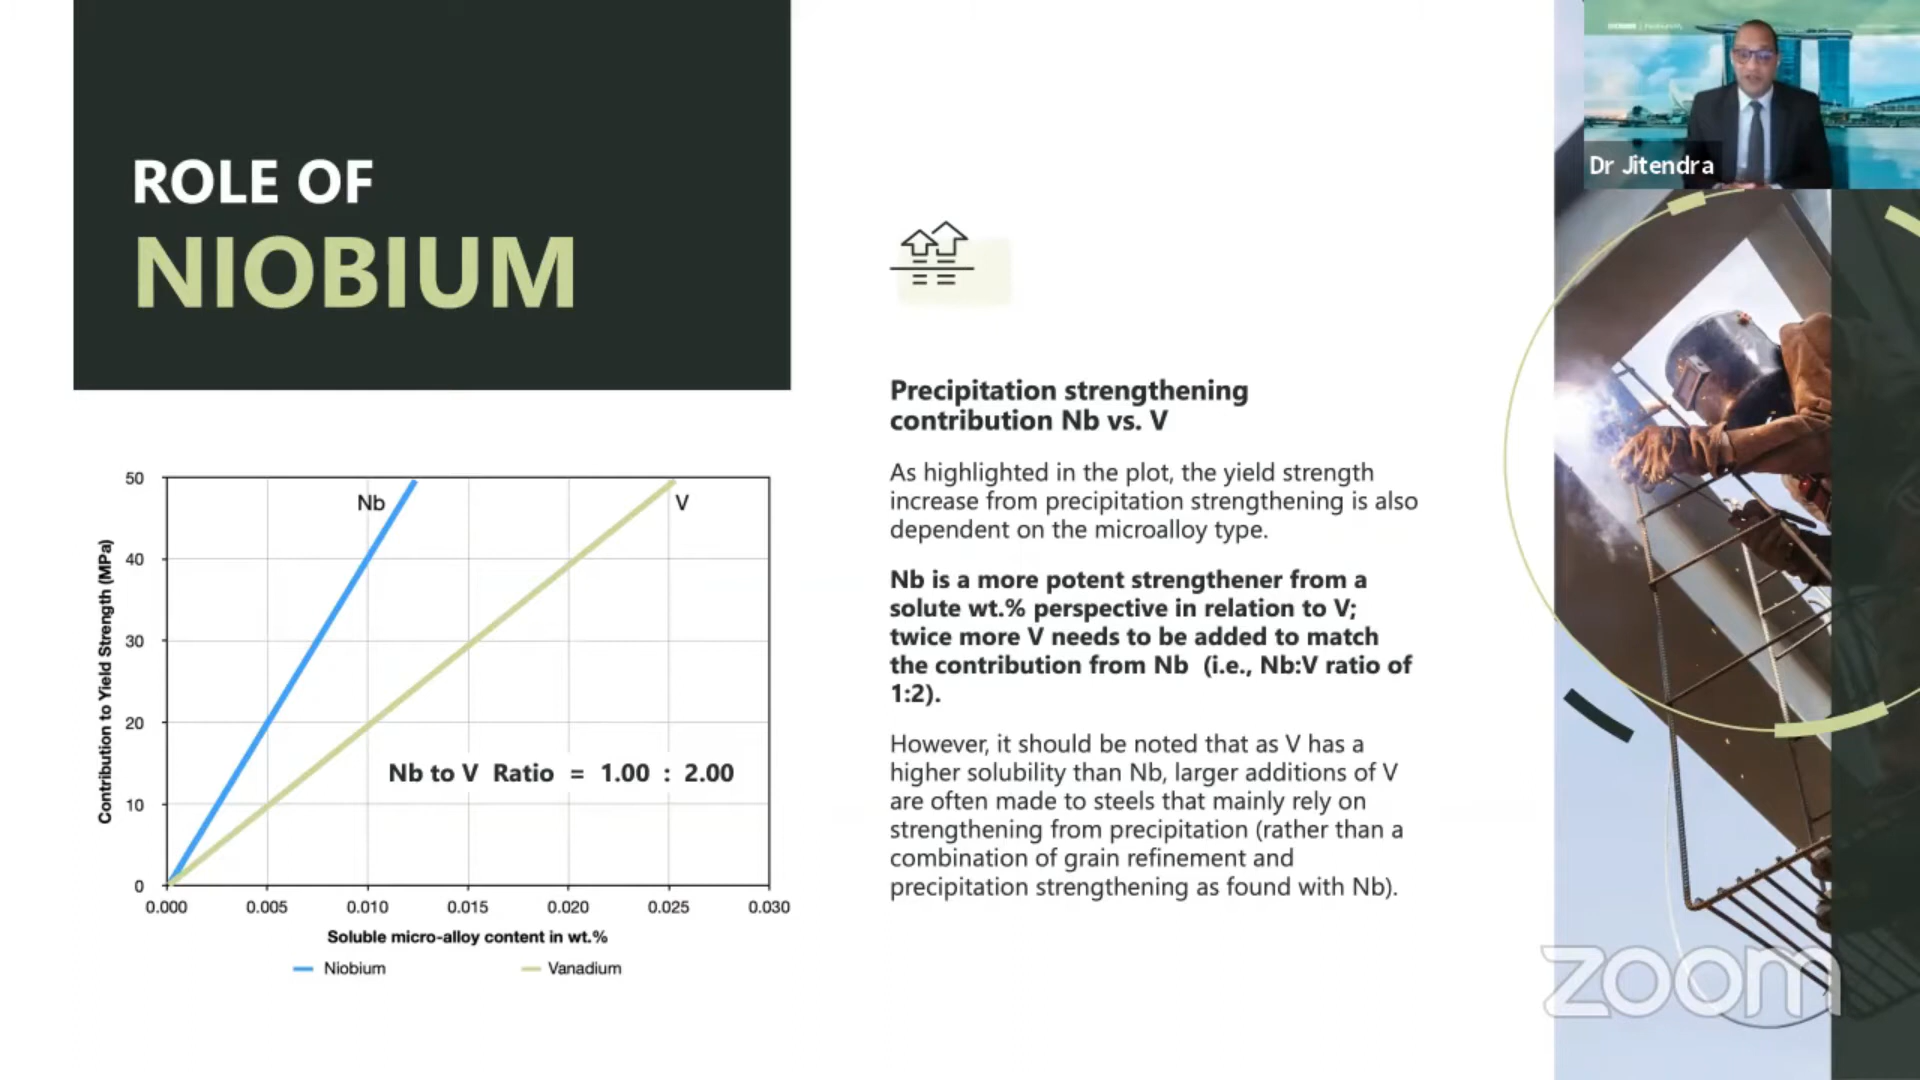 ROLE OF
NIOBIUM
Nb
V
50
40
30
20
10
0
Contribution to Yield Strength (MPa)
Nb to V Ratio = 1.00 : 2.00
0.000 0.005 0.010 0.015 0.020 0.025 0.030
Soluble micro-alloy content in wt.%
Niobium Vanadium
Precipitation strengthening
contribution Nb vs. V
As highlighted in the plot, the yield strength
increase from precipitation strengthening is also
dependent on the microalloy type.
Nb is a more potent strengthener from a
solute wt.% perspective in relation to V;
twice more V needs to be added to match
the contribution from Nb (i.e., Nb:V ratio of
1:2).
However, it should be noted that as V has a
higher solubility than Nb, larger additions of V
are often made to steels that mainly rely on
strengthening from precipitation (rather than a
combination of grain refinement and
precipitation strengthening as found with Nb).
Dr Jitendra
zoom